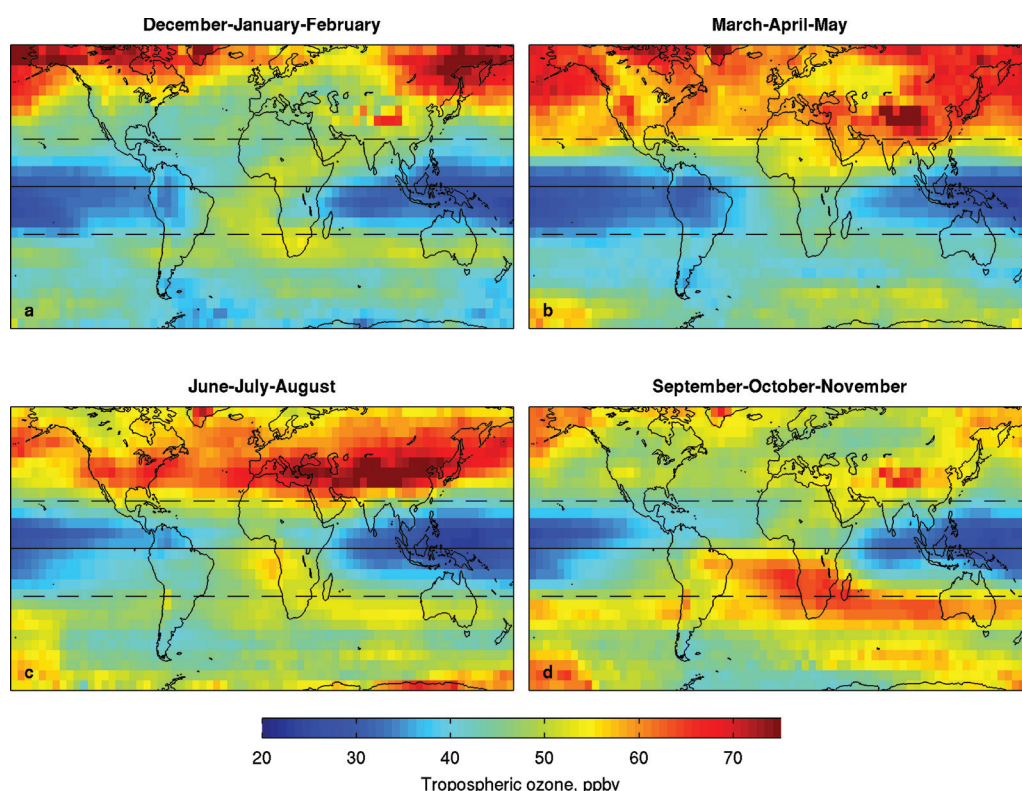 December-January-February
March-April-May
a
b
June-July-August
September-October-November
c
d
20 30 40 50 60 70
Tropospheric ozone, ppbv